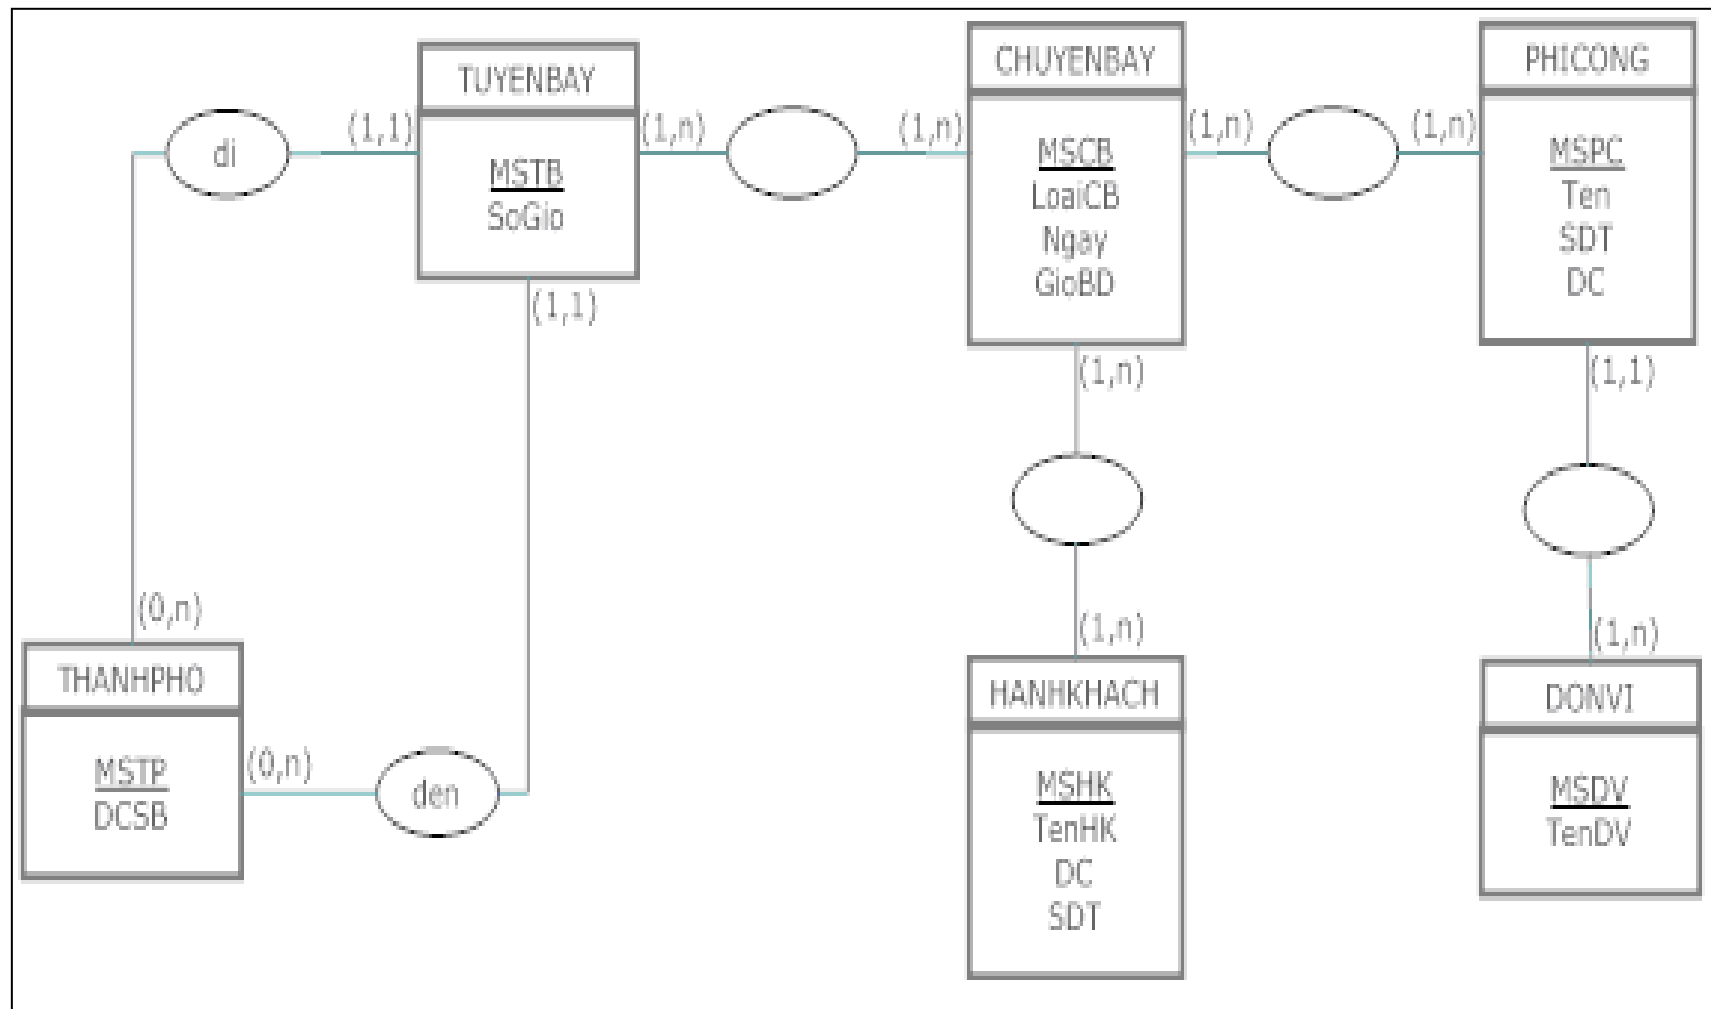 TUYENBAY
MSTB
SoGio
CHUYENBAY
MSCB
LoaiCB
Ngay
GioBD
PHICONG
MSPC
Ten
SDT
DC
di
(1,1)
(1,n)
(1,n)
(1,n)
(1,n)
(1,1)
(1,n)
(1,1)
(0,n)
(1,n)
(1,n)
THANHPHO
MSTP
DCSB
(0,n)
den
HANHKHACH
MSHK
TenHK
DC
SDT
DONVI
MSDV
TenDV